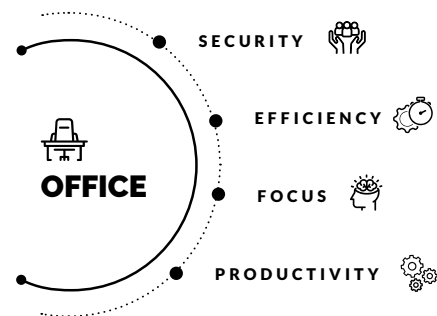 SECURITY
EFFICIENCY
OFFICE
FOCUS
PRODUCTIVITY